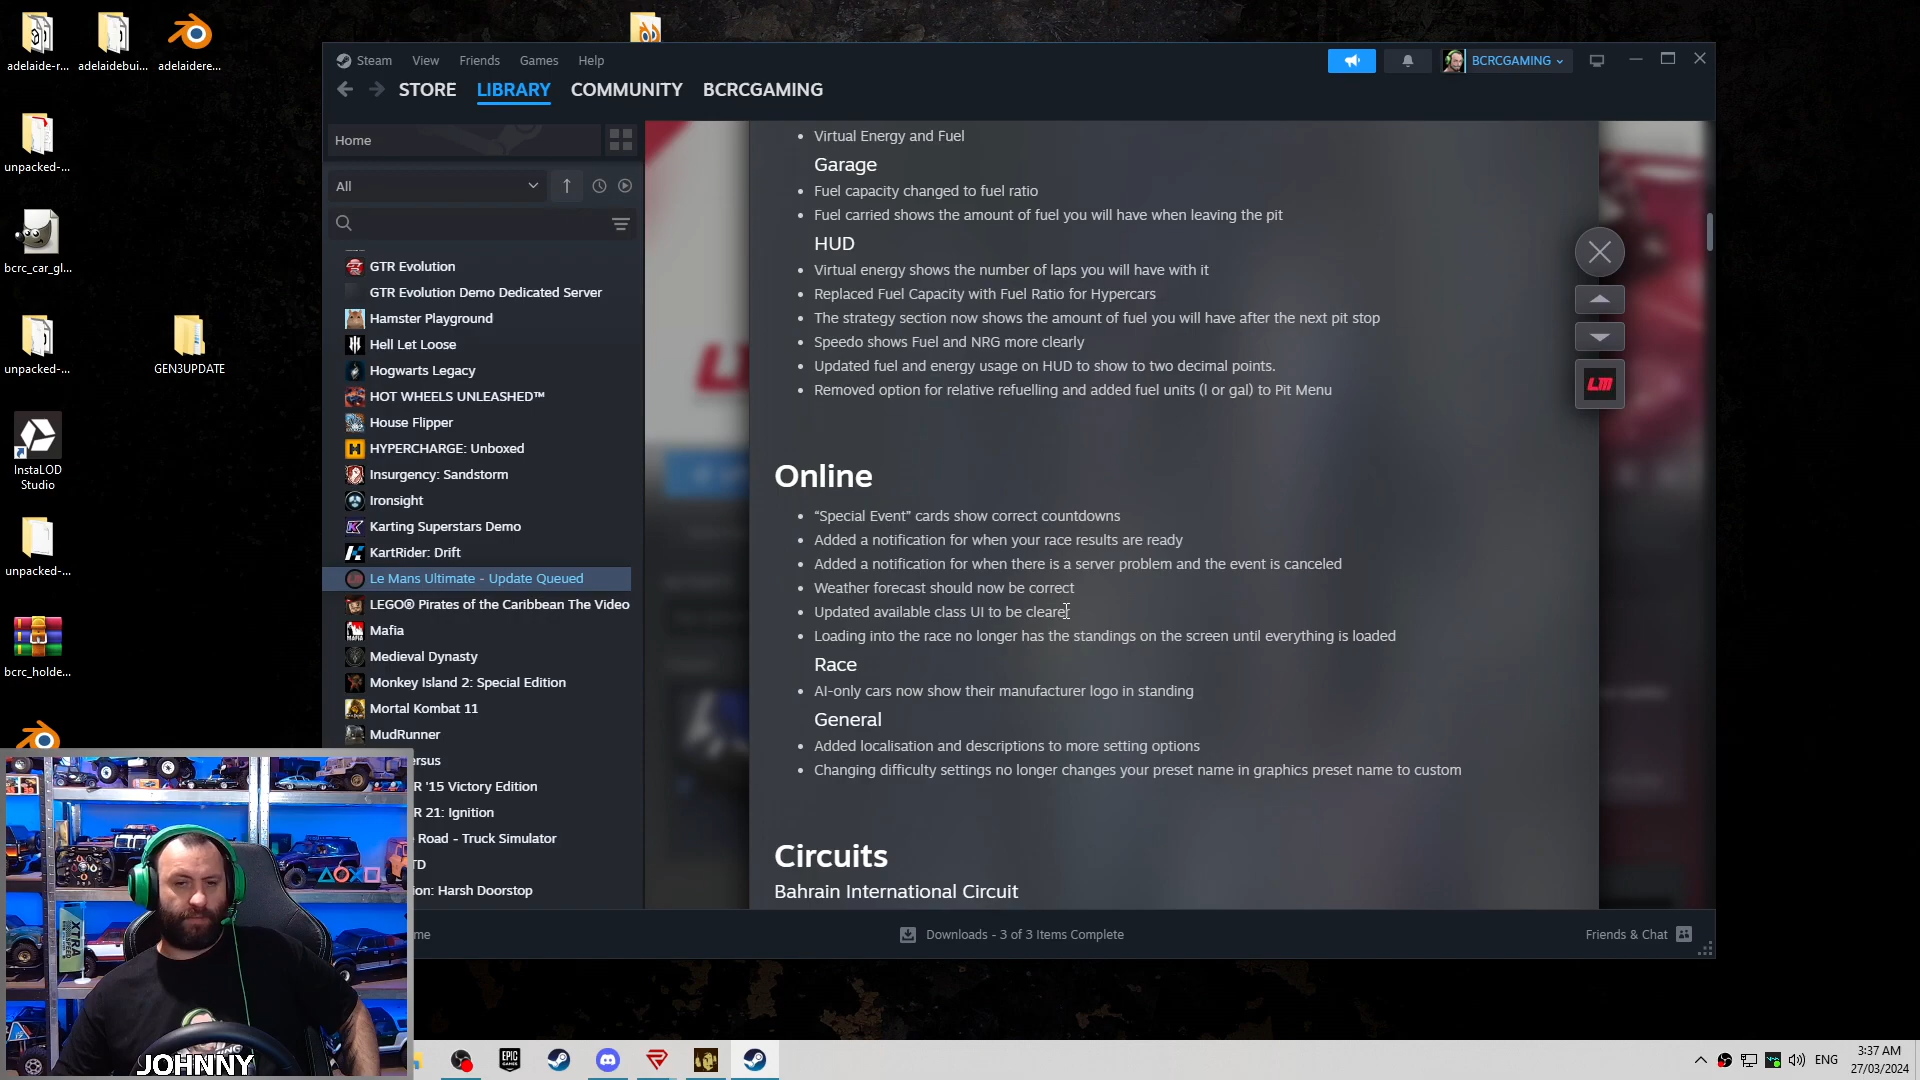 adelaide-r...
adelaidebui...
adelaidere...
unpacked-...
bcrc_car_gl...
unpacked-...
GEN3UPDATE
InstaLOD
Studio
unpacked-...
bcrc_holde...
Steam View Friends Games Help
BCRCGAMING
STORE LIBRARY COMMUNITY BCRCGAMING
Home
All
GTR Evolution
GTR Evolution Demo Dedicated Server
Hamster Playground
Hell Let Loose
Hogwarts Legacy
HOT WHEELS UNLEASHED™
House Flipper
HYPERCHARGE: Unboxed
Insurgency: Sandstorm
Ironsight
Karting Superstars Demo
KartRider: Drift
Le Mans Ultimate - Update Queued
LEGO® Pirates of the Caribbean The Video
Mafia
Medieval Dynasty
Monkey Island 2: Special Edition
Mortal Kombat 11
MudRunner
ersus
R '15 Victory Edition
R 21: Ignition
Road - Truck Simulator
TD
ion: Harsh Doorstop
Virtual Energy and Fuel
Garage
Fuel capacity changed to fuel ratio
Fuel carried shows the amount of fuel you will have when leaving the pit
HUD
Virtual energy shows the number of laps you will have with it
Replaced Fuel Capacity with Fuel Ratio for Hypercars
The strategy section now shows the amount of fuel you will have after the next pit stop
Speedo shows Fuel and NRG more clearly
Updated fuel and energy usage on HUD to show to two decimal points.
Removed option for relative refuelling and added fuel units (l or gal) to Pit Menu
Online
“Special Event” cards show correct countdowns
Added a notification for when your race results are ready
Added a notification for when there is a server problem and the event is canceled
Weather forecast should now be correct
Updated available class UI to be clearer
Loading into the race no longer has the standings on the screen until everything is loaded
Race
AI-only cars now show their manufacturer logo in standing
General
Added localisation and descriptions to more setting options
Changing difficulty settings no longer changes your preset name in graphics preset name to custom
Circuits
Bahrain International Circuit
LM
me
Downloads - 3 of 3 Items Complete
Friends & Chat
XTRA
SPEED
JOHNNY
EPIC
GAMES
ENG
3:37 AM
27/03/2024